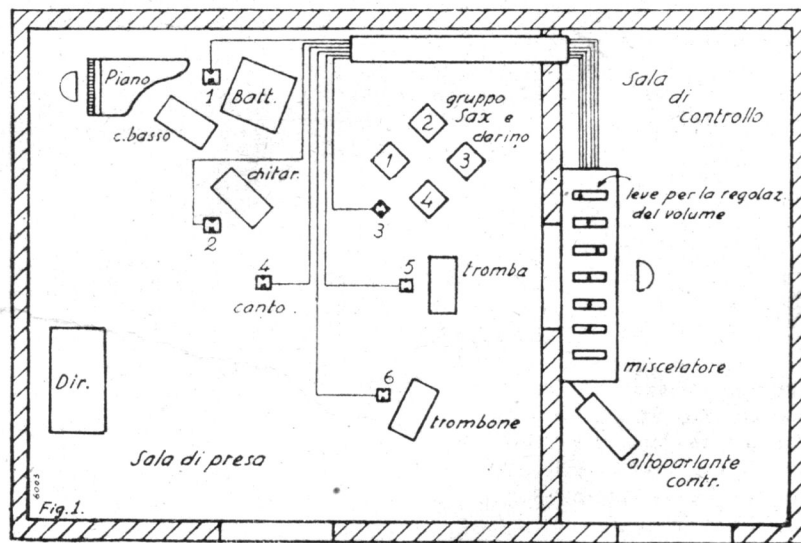 Piano
1
Batt.
c.basso
chitar.
2
4
canto
gruppo
Sax e
clarino
2
1
3
4
3
5
tromba
6
trombone
Dir.
Sala di presa
Fig.1.
6003
Sala
di
controllo
leve per la regolaz.
del volume
miscelatore
altoparlante
contr.